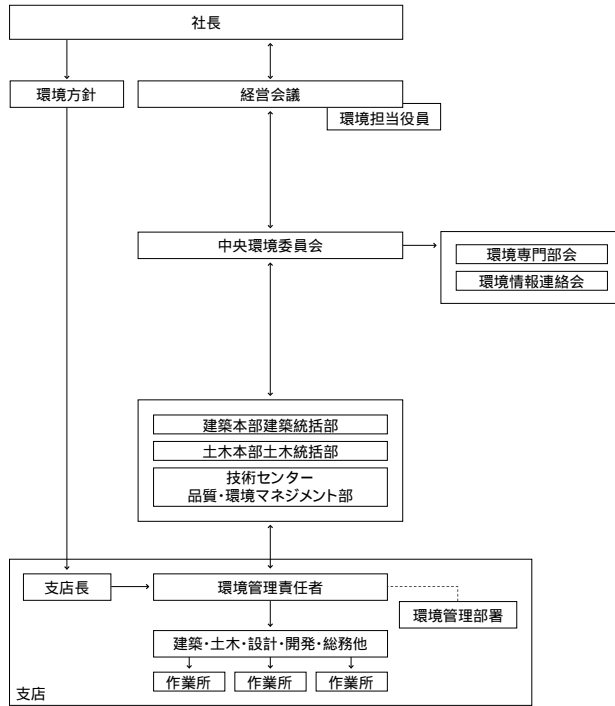 社長
環境方針
経営会議
環境担当役員
中央環境委員会
環境専門部会
環境情報連絡会
建築本部建築統括部
土木本部土木統括部
技術センター
品質・環境マネジメント部
支店長
環境管理責任者
環境管理部署
建築・土木・設計・開発・総務他
作業所
作業所
作業所
支店